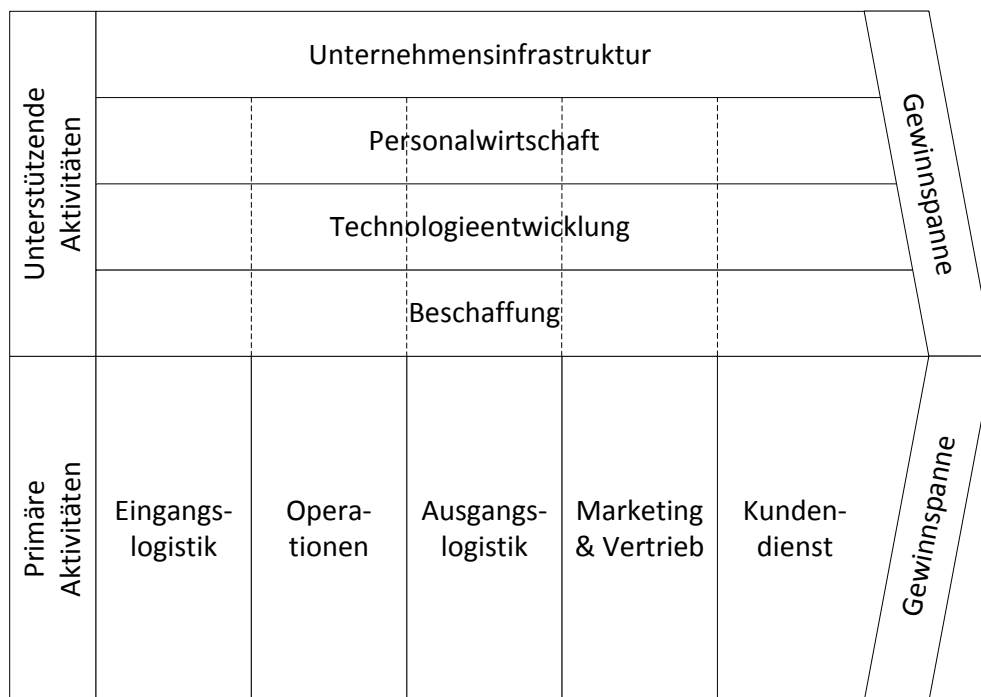 Unterstützende
Aktivitäten
Unternehmensinfrastruktur
Personalwirtschaft
Technologieentwicklung
Beschaffung
Gewinnspanne
Primäre
Aktivitäten
Eingangs-
logistik
Opera-
tionen
Ausgangs-
logistik
Marketing
& Vertrieb
Kunden-
dienst
Gewinnspanne